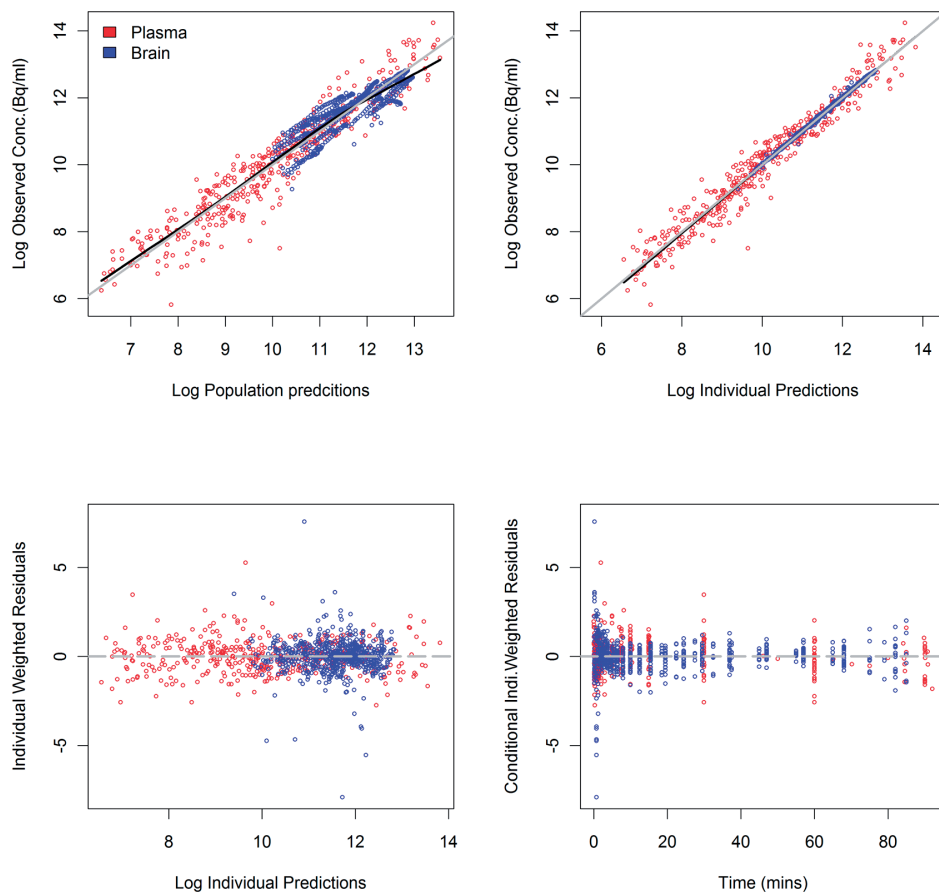 Plasma
Brain
14
12
10
8
6
Log Observed Conc.(Bq/ml)
7 8 9 10 11 12 13
Log Population predcitions
14
12
10
8
6
Log Observed Conc.(Bq/ml)
6 8 10 12 14
Log Individual Predictions
5
0
-5
Individual Weighted Residuals
8 10 12 14
Log Individual Predictions
5
0
-5
Conditional Indi.Weighted Residuals
0 20 40 60 80
Time (mins)